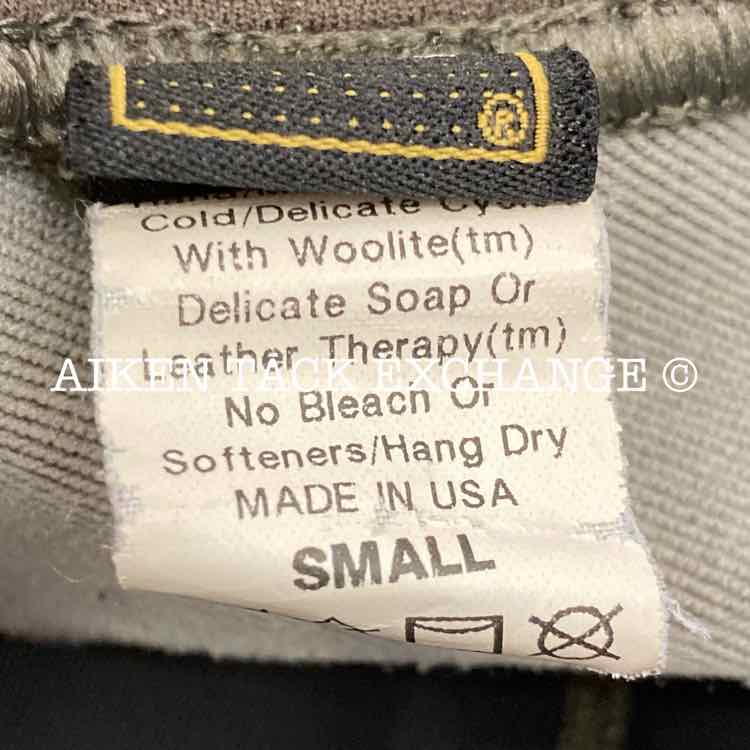 ®
Cold/Delicate Cycle
With Woolite(tm)
Delicate Soap Or
Leather Therapy(tm)
AIKEN TACK EXCHANGE ©
No Bleach Or
Softeners/Hang Dry
MADE IN USA
SMALL